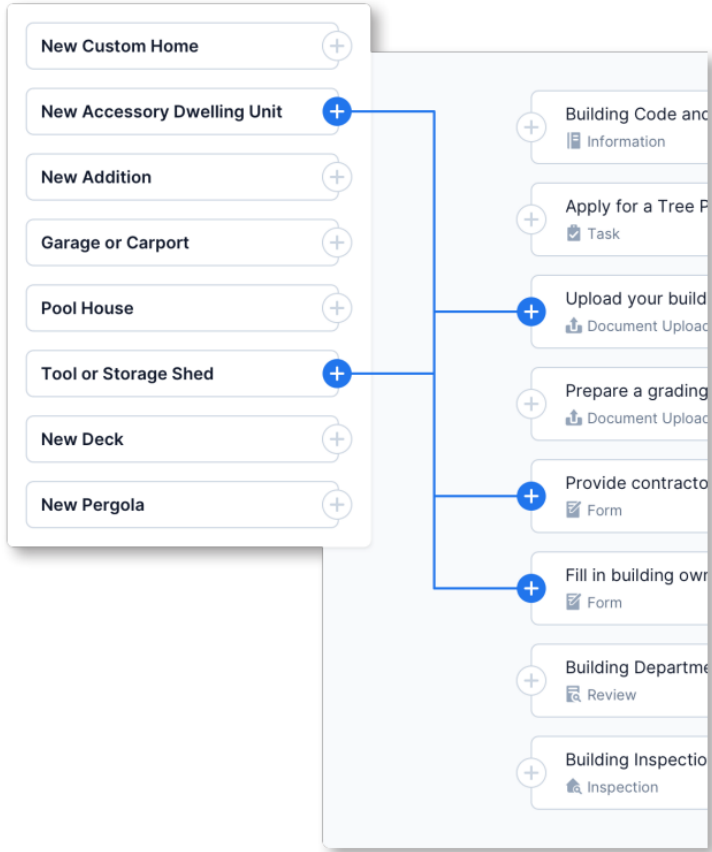 New Custom Home
New Accessory Dwelling Unit
New Addition
Garage or Carport
Pool House
Tool or Storage Shed
New Deck
New Pergola
Building Code and
Information
Apply for a Tree
Task
Upload your build
Document Upload
Prepare a grading
Document Upload
Provide contracto
Form
Fill in building own
Form
Building Departme
Review
Building Inspectio
Inspection